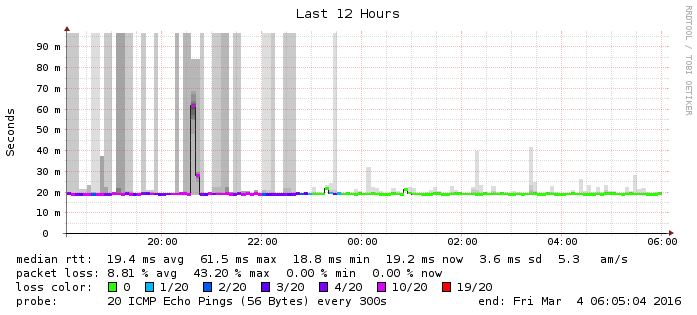 Last 12 Hours
RRDTOOL / TOBI OETIKER
Seconds
90 m
80 m
70 m
60 m
50 m
40 m
30 m
20 m
10 m
0
20:00 22:00 00:00 02:00 04:00 06:00
median rtt: 19.4 ms avg 61.5 ms max 18.8 ms min 19.2 ms now 3.6 ms sd 5.3 am/s
packet loss: 8.81 % avg 43.20 % max 0.00 % min 0.00 % now
loss color: 0 1/20 2/20 3/20 4/20 10/20 19/20
probe: 20 ICMP Echo Pings (56 Bytes) every 300s end: Fri Mar 4 06:05:04 2016